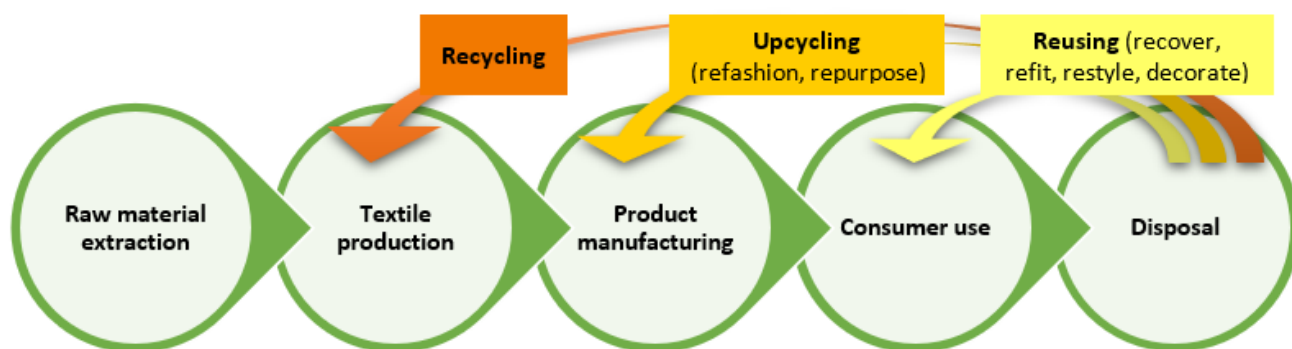 Recycling
Upcycling
(refashion, repurpose)
Reusing (recover,
refit, restyle, decorate)
Raw material
extraction
Textile
production
Product
manufacturing
Consumer use
Disposal